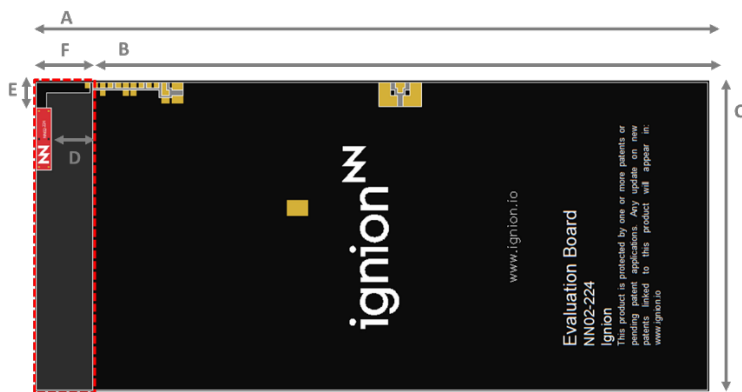 A
F
B
E
C
D
NN
ignion NN
www.ignion.io
Evaluation Board
NN02-224
Ignion
This product is protected by one or more patents or
pending patent applications. Any update on new
patents linked to this product will appear in:
www.ignion.io